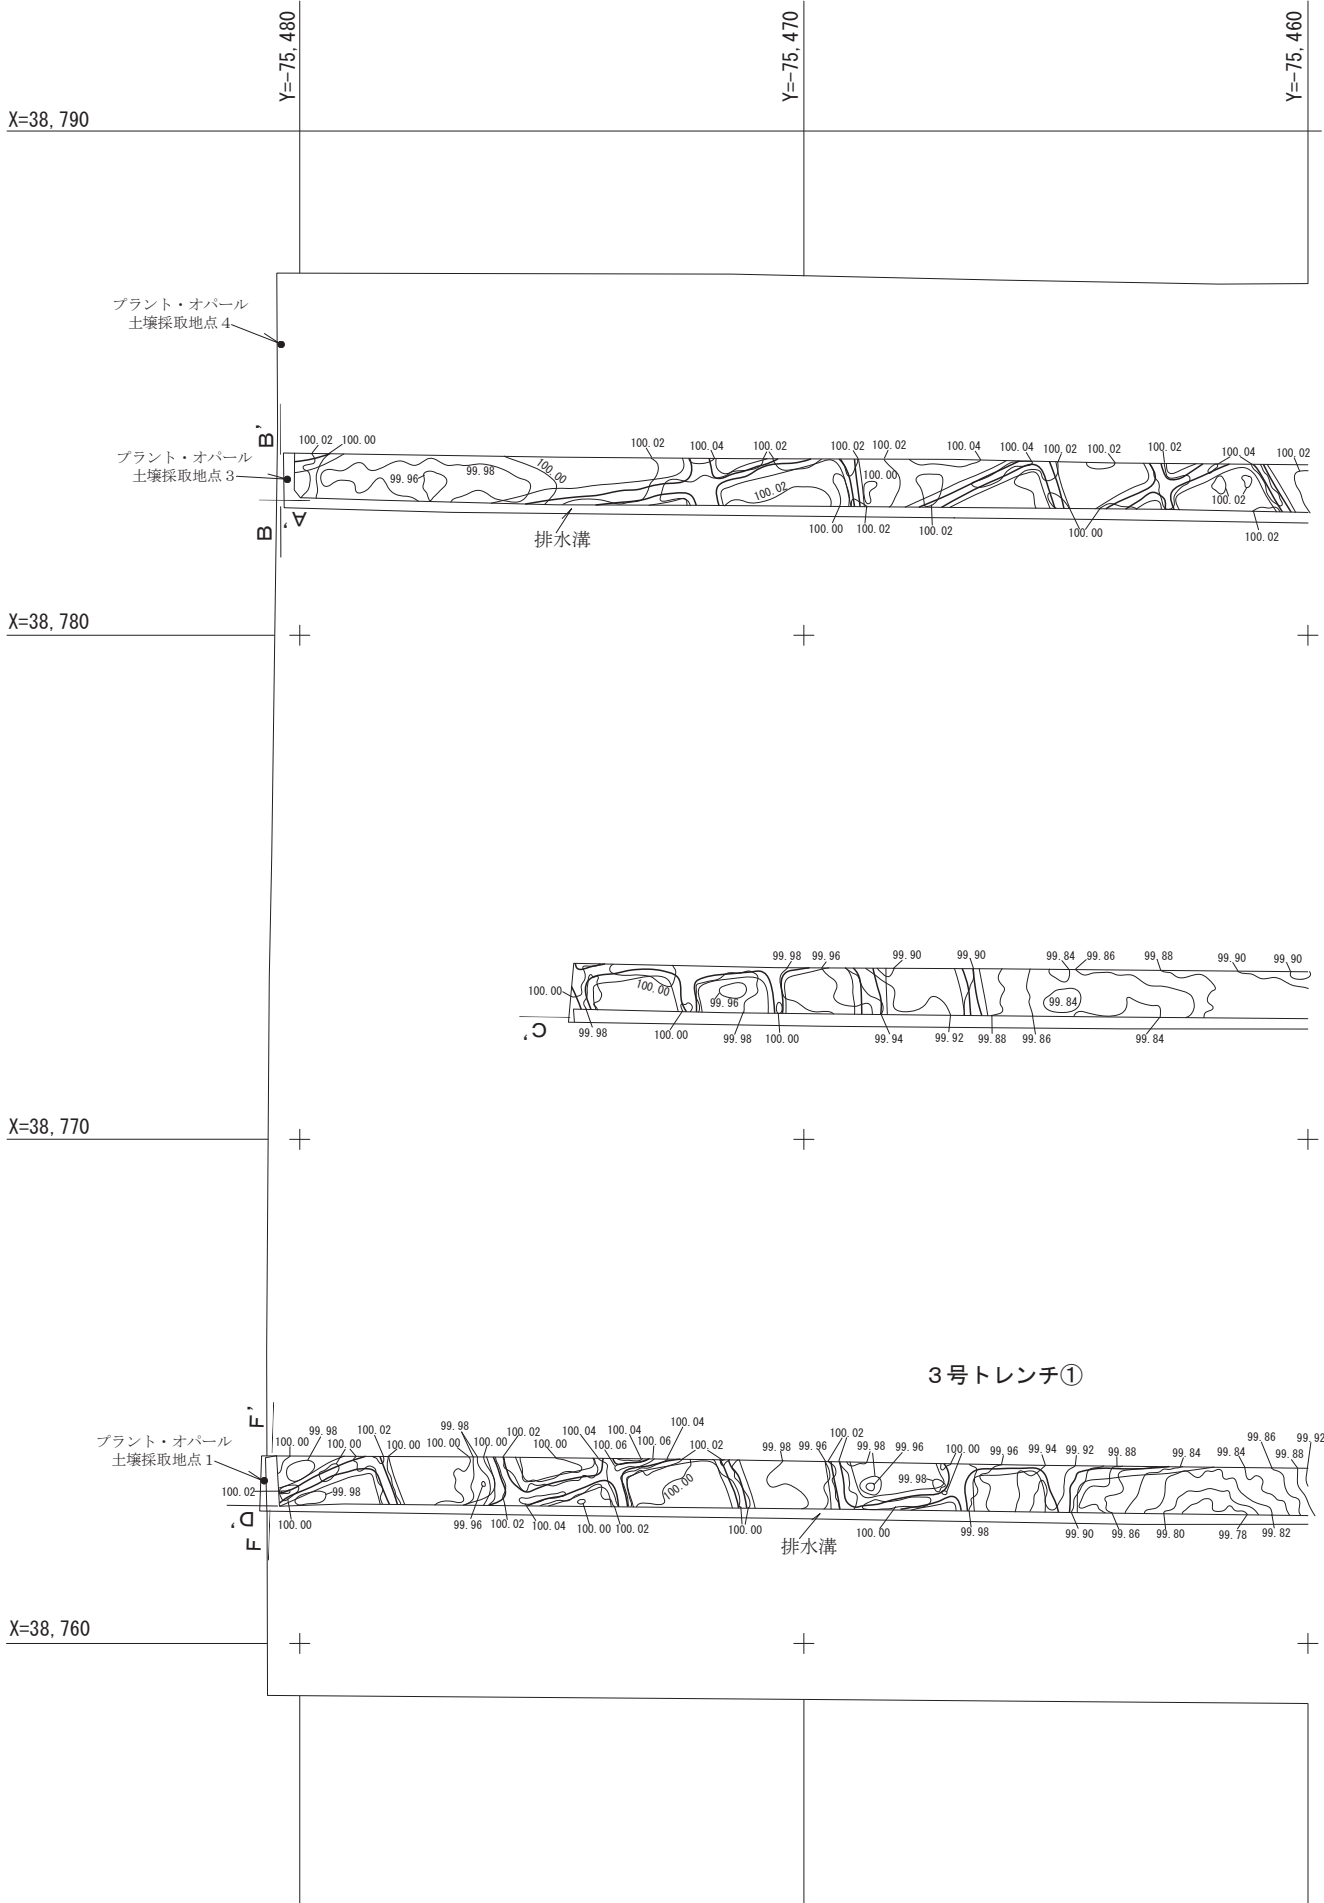 Y=-75,480
Y=-75,470
Y=-75,460
X=38,790
プラント・オパール
土壌採取地点４
B'
100.02 100.00 100.02 100.04 100.02 100.02 100.02 100.04 100.04 100.02 100.02 100.02 100.04 100.02
プラント・オパール
土壌採取地点３
99.96 99.98 100.00 100.02 100.00 100.02
B
A'
100.00 100.02 100.02 100.00 100.02
排水溝
X=38,780
99.98 99.96 99.90 99.90 99.84 99.86 99.88 99.90 99.90
100.00 100.00 99.96 99.84
C'
99.98 100.00 99.98 100.00 99.94 99.92 99.88 99.86 99.84
X=38,770
３号トレンチ①
F'
100.00 99.98 100.00 100.02 100.00 100.00 99.98 100.00 100.02 100.00 100.04 100.06 100.04 100.06 100.04 100.02 99.98 99.96 100.02 99.98 99.96 100.00 99.96 99.94 99.92 99.88 99.84 99.84 99.86 99.88 99.92
プラント・オパール
土壌採取地点１
100.02 99.98 100.00 99.98
D'
F
100.00 99.96 100.02 100.04 100.00 100.02 100.00 100.00 99.98 99.90 99.86 99.80 99.78 99.82
排水溝
X=38,760